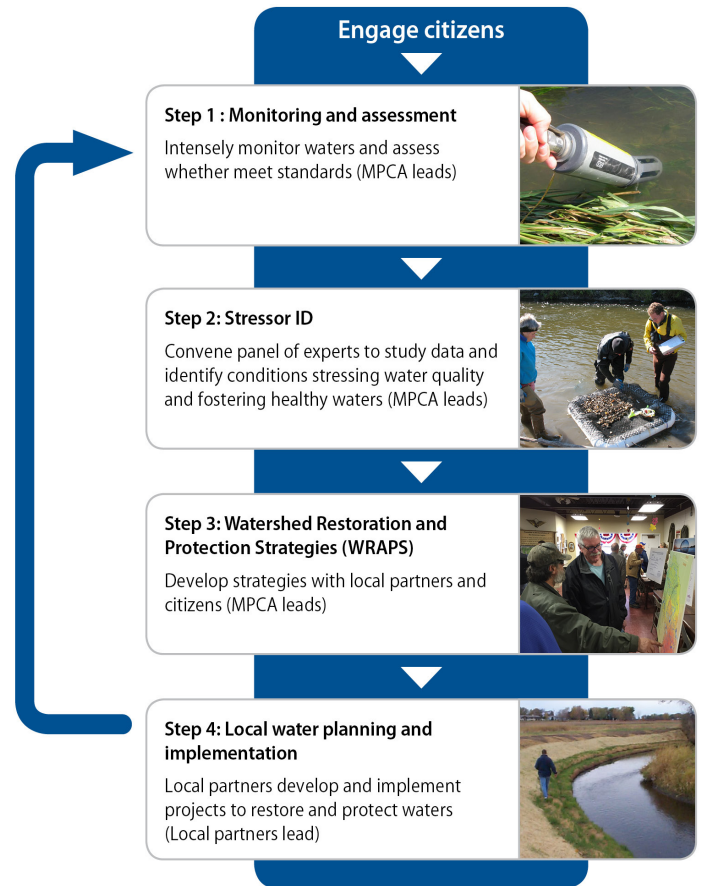 Engage citizens
Step 1 : Monitoring and assessment
Intensely monitor waters and assess
whether meet standards (MPCA leads)
Step 2: Stressor ID
Convene panel of experts to study data and
identify conditions stressing water quality
and fostering healthy waters (MPCA leads)
Step 3: Watershed Restoration and
Protection Strategies (WRAPS)
Develop strategies with local partners and
citizens (MPCA leads)
Step 4: Local water planning and
implementation
Local partners develop and implement
projects to restore and protect waters
(Local partners lead)